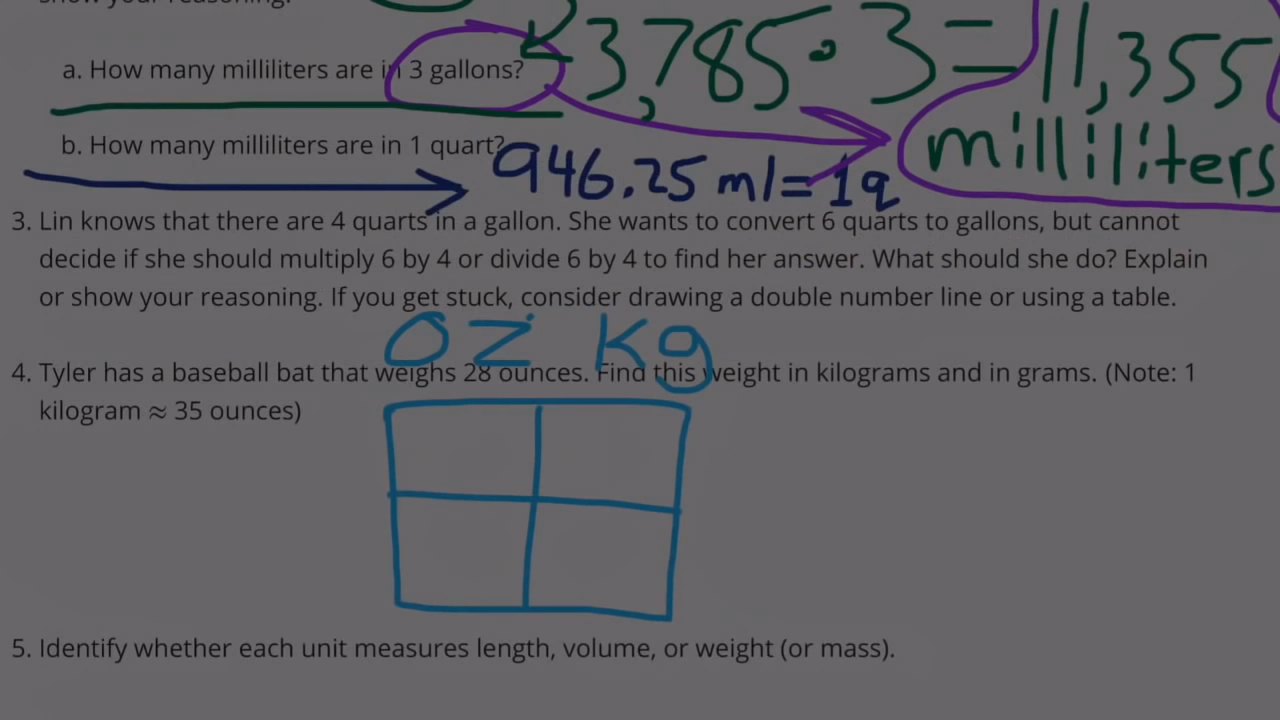 3,785 · 3 = 11,355
a. How many milliliters are in 3 gallons?
milliliters
b. How many milliliters are in 1 quart?
946.25 ml = 1q
3. Lin knows that there are 4 quarts in a gallon. She wants to convert 6 quarts to gallons, but cannot
decide if she should multiply 6 by 4 or divide 6 by 4 to find her answer. What should she do? Explain
or show your reasoning. If you get stuck, consider drawing a double number line or using a table.
oz kg
4. Tyler has a baseball bat that weighs 28 ounces. Find this weight in kilograms and in grams. (Note: 1
kilogram ≈ 35 ounces)
5. Identify whether each unit measures length, volume, or weight (or mass).